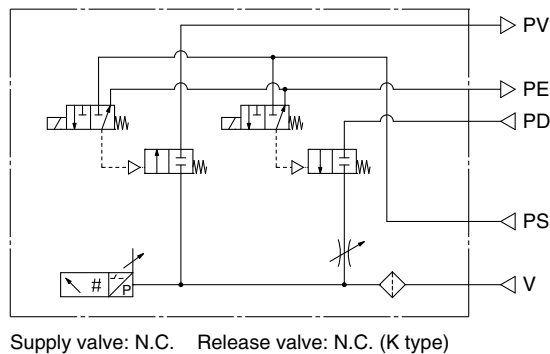 PV
PE
PD
PS
# P V
Supply valve: N.C. Release valve: N.C. (K type)